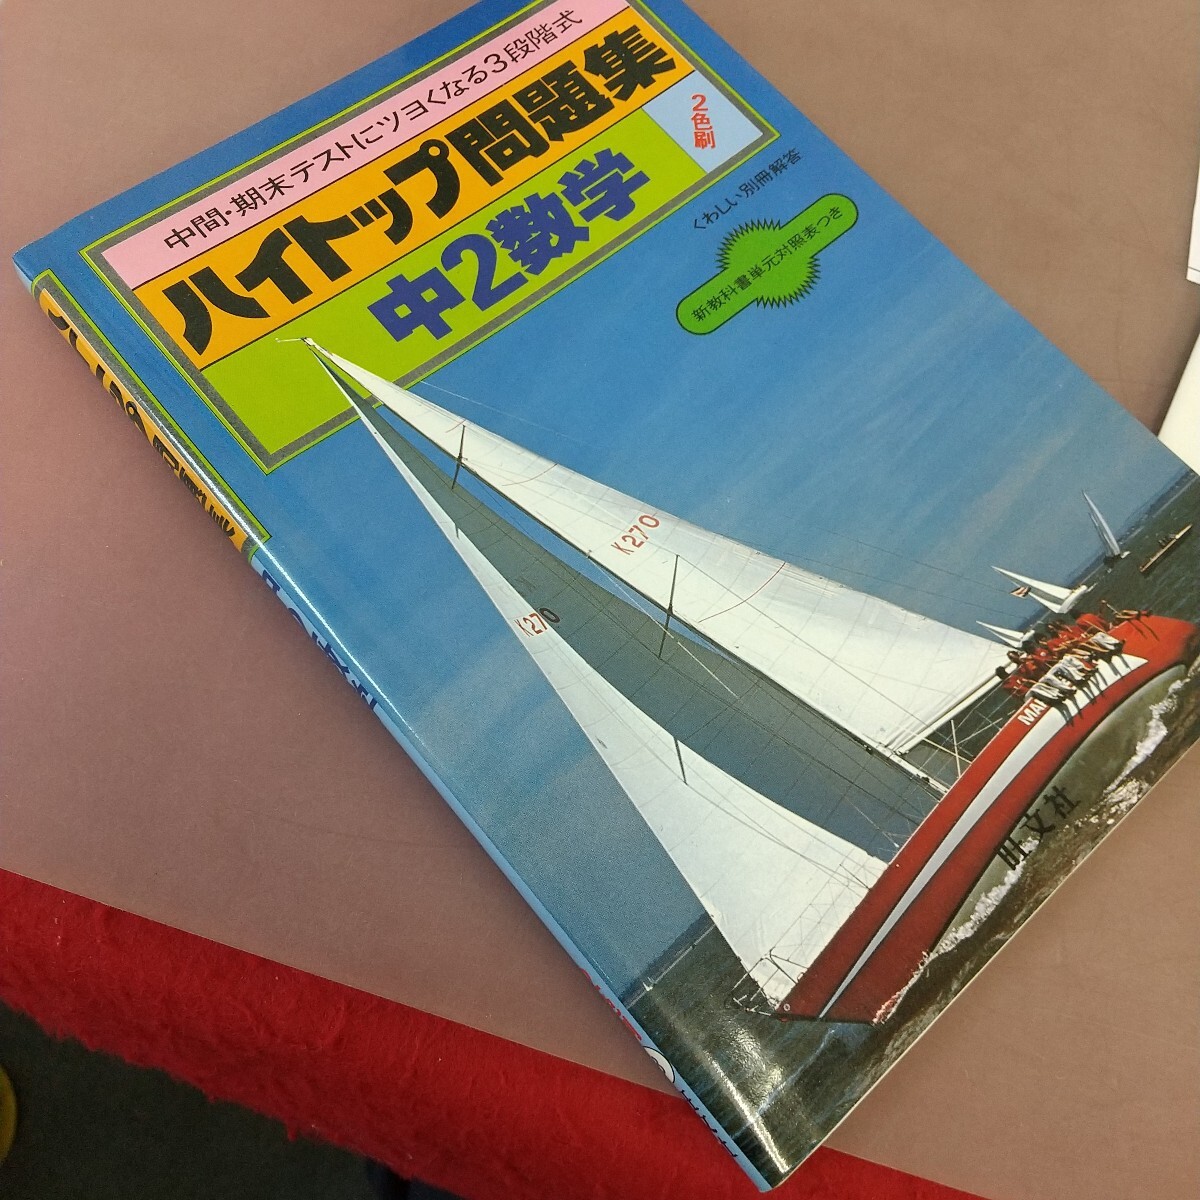 中間・期末テストにツヨくなる3段階式
ハイトップ問題集
2色刷
中2数学
くわしい別冊解答
新教科書単元対照表つき
K270
K270
旺文社